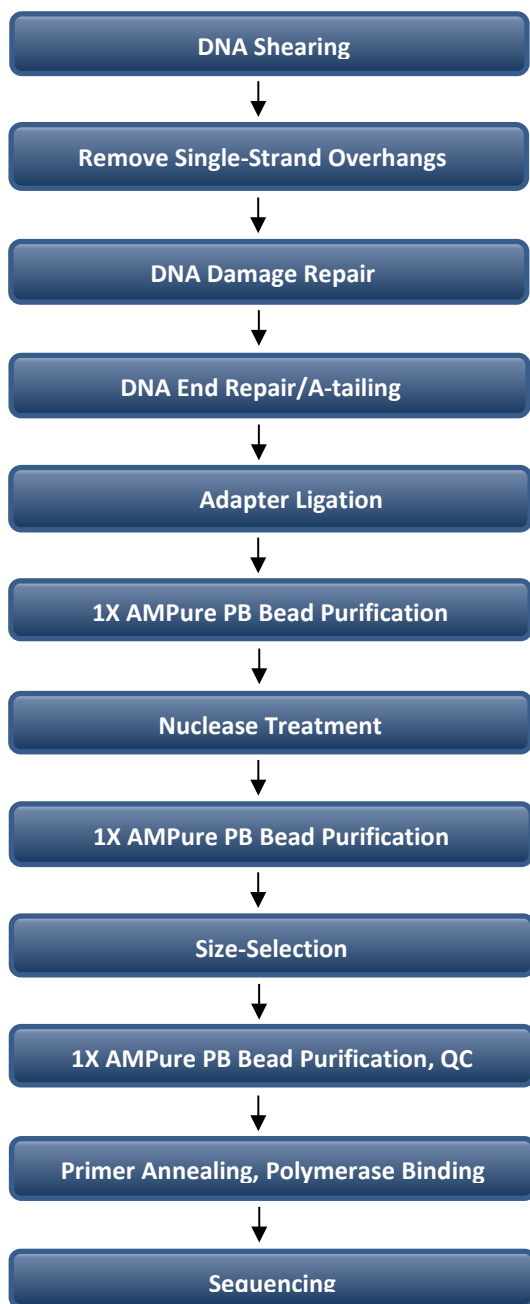 DNA Shearing
Remove Single-Strand Overhangs
DNA Damage Repair
DNA End Repair/A-tailing
Adapter Ligation
1X AMPure PB Bead Purification
Nuclease Treatment
1X AMPure PB Bead Purification
Size-Selection
1X AMPure PB Bead Purification, QC
Primer Annealing, Polymerase Binding
Sequencing